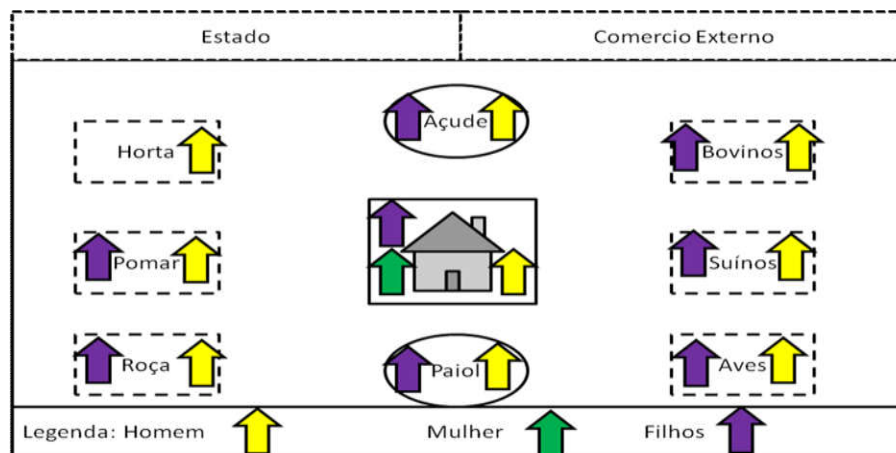 Estado
Comercio Externo
Açude
Horta
Bovinos
Pomar
Suínos
Roça
Paiol
Aves
Legenda: Homem
Mulher
Filhos